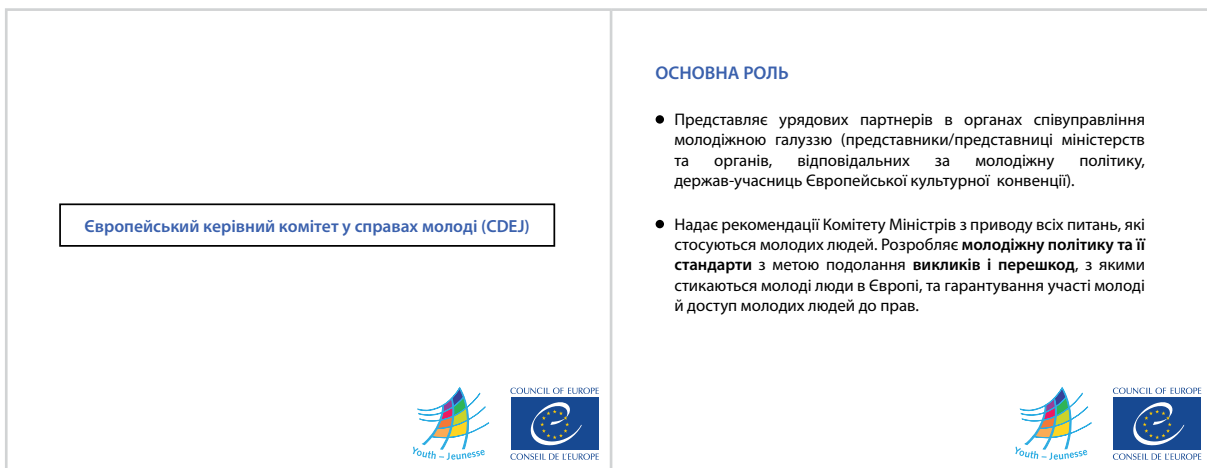 Європейський керівний комітет у справах молоді (CDEJ)
Youth – Jeunesse
COUNCIL OF EUROPE
CONSEIL DE L'EUROPE
ОСНОВНА РОЛЬ
● Представляє урядових партнерів в органах співуправління
молодіжною галуззю (представники/представниці міністерств
та органів, відповідальних за молодіжну політику,
держав-учасниць Європейської культурної конвенції).
● Надає рекомендації Комітету Міністрів з приводу всіх питань, які
стосуються молодих людей. Розробляє молодіжну політику та її
стандарти з метою подолання викликів і перешкод, з якими
стикаються молоді люди в Європі, та гарантування участі молоді
й доступ молодих людей до прав.
Youth – Jeunesse
COUNCIL OF EUROPE
CONSEIL DE L'EUROPE